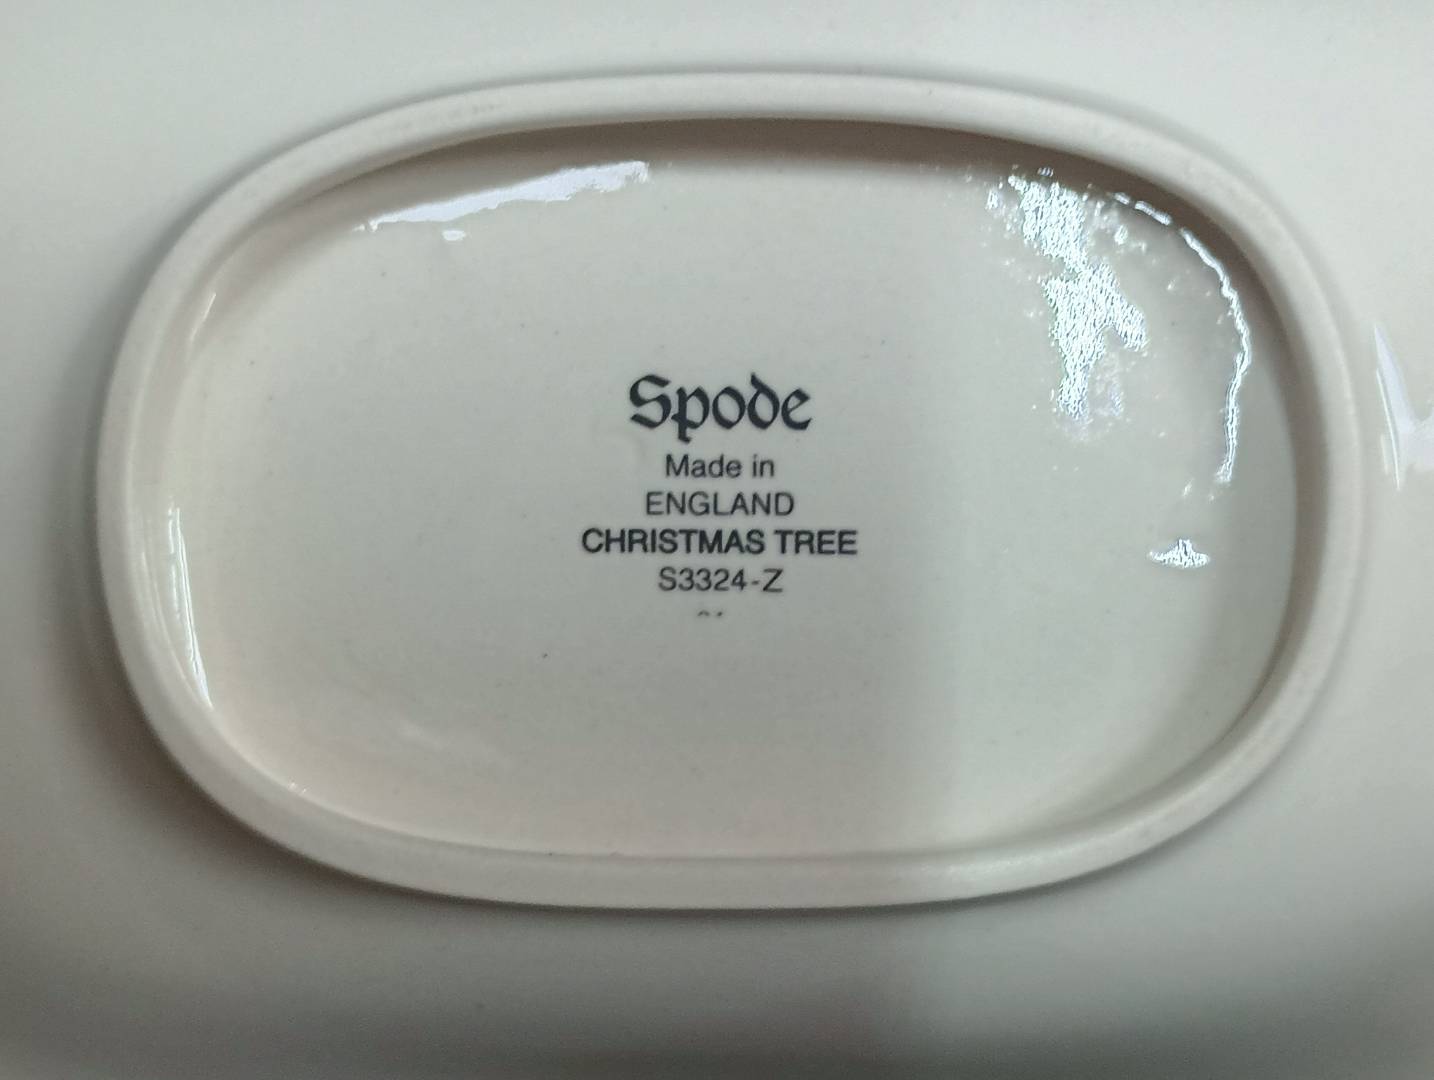 Spode
Made in
ENGLAND
CHRISTMAS TREE
S3324-Z